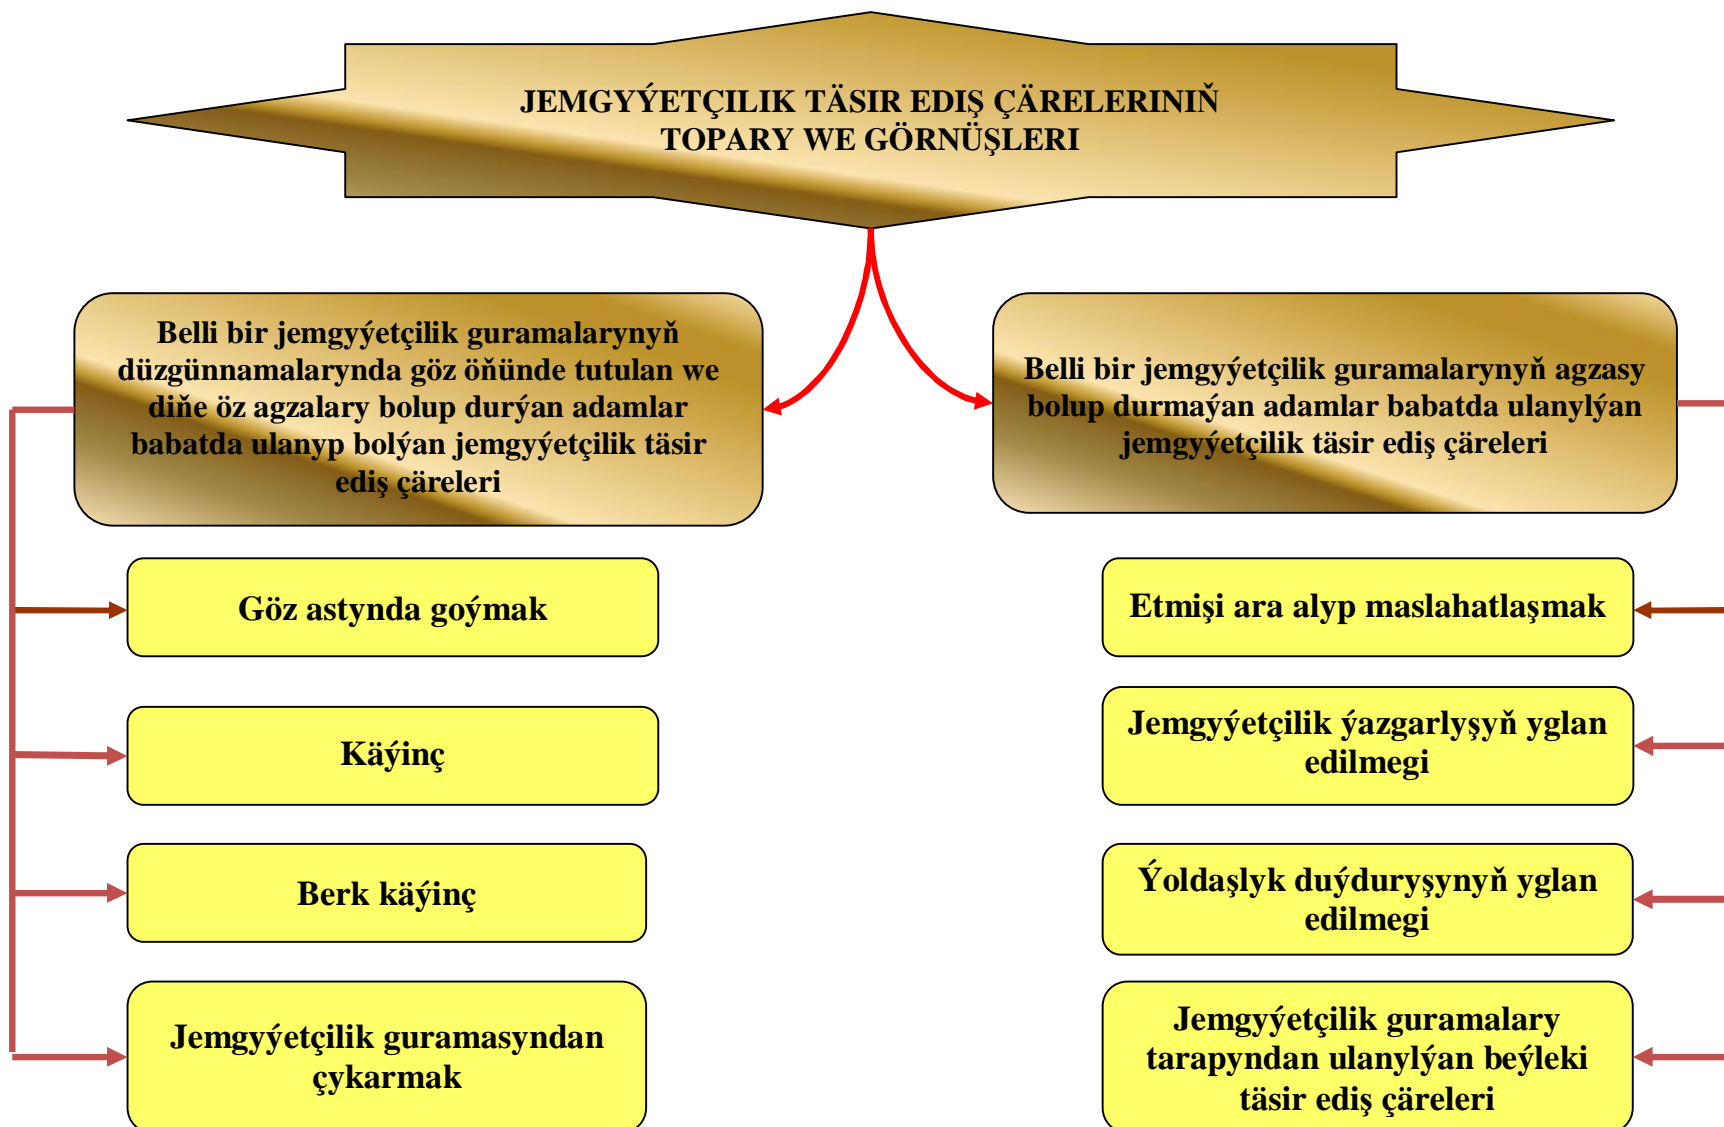 JEMGYÝETÇILIK TÄSIR EDIŞ ÇÄRELERINIŇ
TOPARY WE GÖRNÜŞLERI
Belli bir jemgyýetçilik guramalarynyň
düzgünnamalarynda göz öňünde tutulan we
diňe öz agzalary bolup durýan adamlar
babatda ulanyp bolýan jemgyýetçilik täsir
ediş çäreleri
Belli bir jemgyýetçilik guramalarynyň agzasy
bolup durmaýan adamlar babatda ulanylýan
jemgyýetçilik täsir ediş çäreleri
Göz astynda goýmak
Käýinç
Berk käýinç
Jemgyýetçilik guramasyndan
çykarmak
Etmişi ara alyp maslahatlaşmak
Jemgyýetçilik ýazgarlyşyň yglan
edilmegi
Ýoldaşlyk duýduryşynyň yglan
edilmegi
Jemgyýetçilik guramalary
tarapyndan ulanylýan beýleki
täsir ediş çäreleri